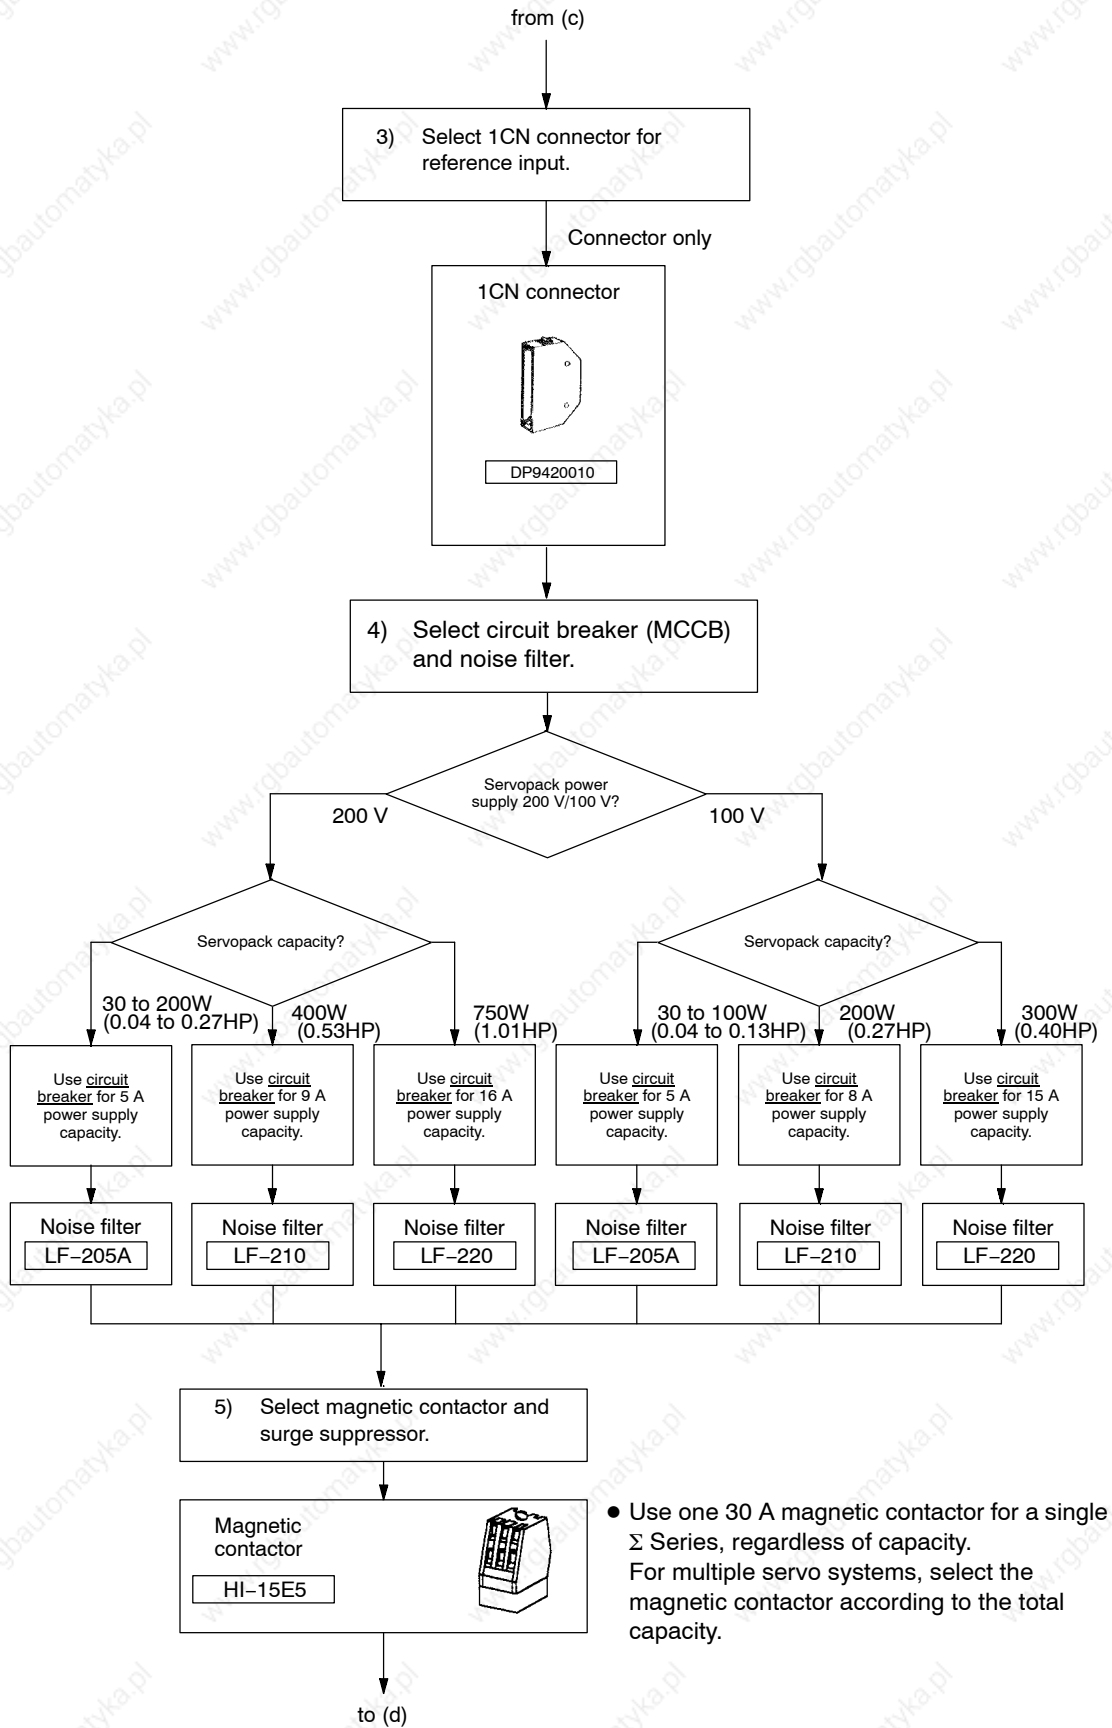 from (c)
3) Select 1CN connector for
reference input.
Connector only
1CN connector
DP9420010
4) Select circuit breaker (MCCB)
and noise filter.
Servopack power
supply 200 V/100 V?
200 V
100 V
Servopack capacity?
Servopack capacity?
30 to 200W
(0.04 to 0.27HP)
400W
(0.53HP)
750W
(1.01HP)
30 to 100W
(0.04 to 0.13HP)
200W
(0.27HP)
300W
(0.40HP)
Use circuit
breaker for 5 A
power supply
capacity.
Use circuit
breaker for 9 A
power supply
capacity.
Use circuit
breaker for 16 A
power supply
capacity.
Use circuit
breaker for 5 A
power supply
capacity.
Use circuit
breaker for 8 A
power supply
capacity.
Use circuit
breaker for 15 A
power supply
capacity.
Noise filter
LF−205A
Noise filter
LF−210
Noise filter
LF−220
Noise filter
LF−205A
Noise filter
LF−210
Noise filter
LF−220
5) Select magnetic contactor and
surge suppressor.
Magnetic
contactor
HI−15E5
● Use one 30 A magnetic contactor for a single
Σ Series, regardless of capacity.
For multiple servo systems, select the
magnetic contactor according to the total
capacity.
to (d)
www.rgbautomatyka.pl